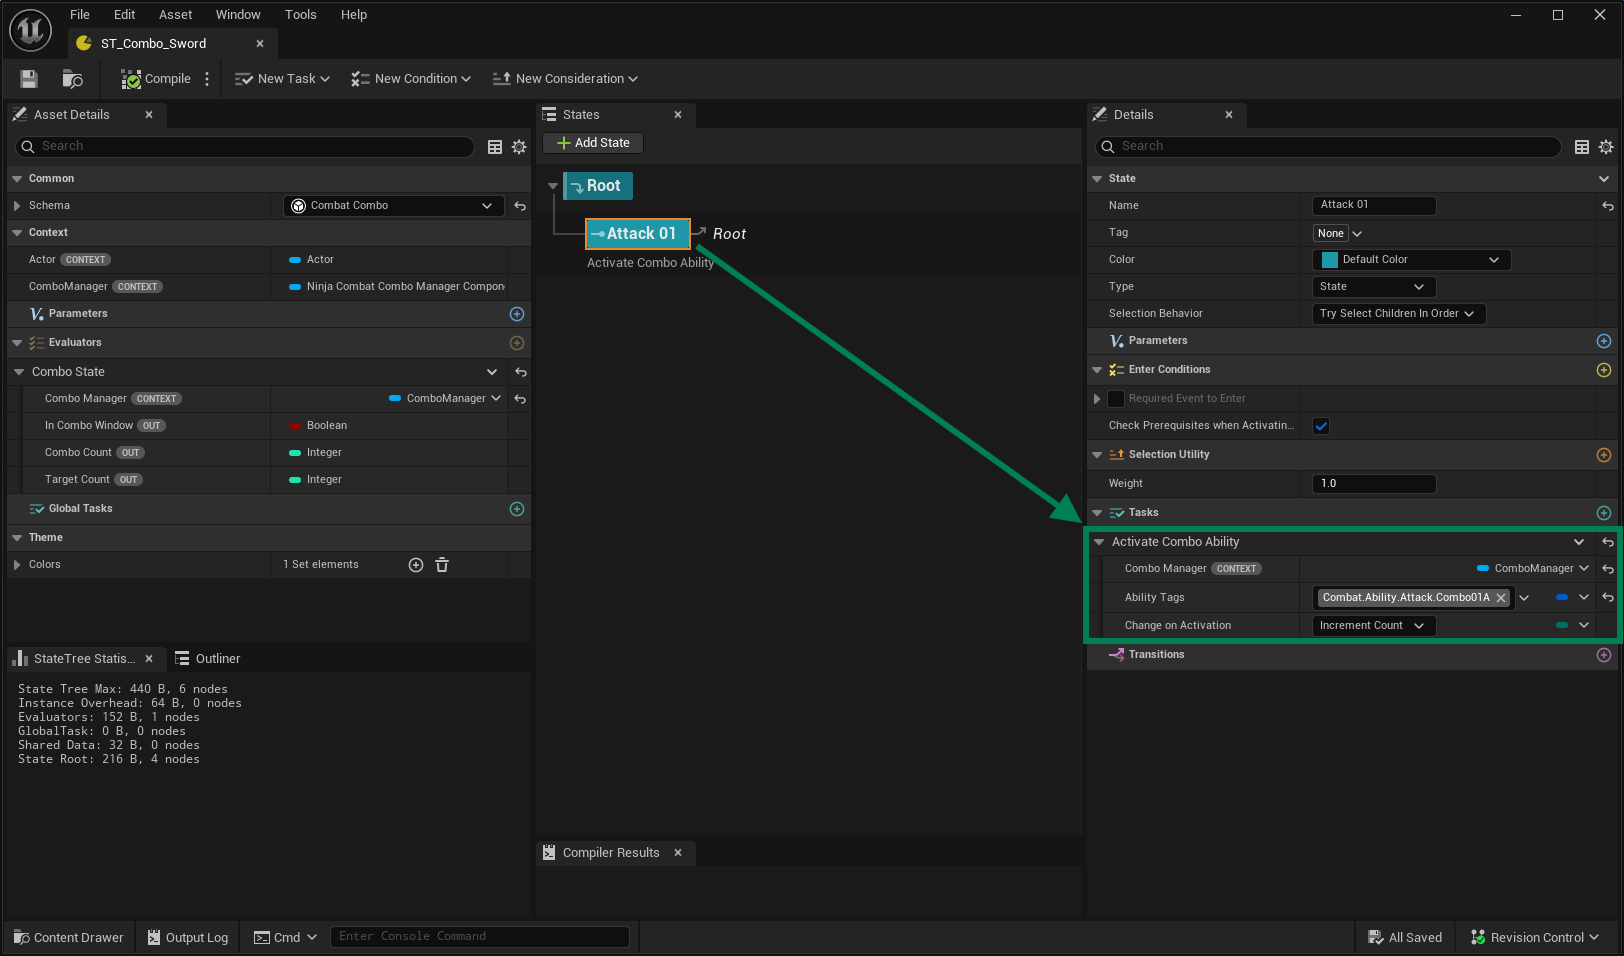 File Edit Asset Window Tools Help
ST_Combo_Sword
Compile New Task New Condition New Consideration
Asset Details
Search
Common
Schema Combat Combo
Context
Actor CONTEXT Actor
ComboManager CONTEXT Ninja Combat Combo Manager Compon
Parameters
Evaluators
Combo State
Combo Manager CONTEXT ComboManager
In Combo Window OUT Boolean
Combo Count OUT Integer
Target Count OUT Integer
Global Tasks
Theme
Colors 1 Set elements
StateTree Statis... Outliner
State Tree Max: 440 B, 6 nodes
Instance Overhead: 64 B, 0 nodes
Evaluators: 152 B, 1 nodes
GlobalTask: 0 B, 0 nodes
Shared Data: 32 B, 0 nodes
State Root: 216 B, 4 nodes
States
Add State
Root
Attack 01 Root
Activate Combo Ability
Compiler Results
Details
Search
State
Name Attack 01
Tag None
Color Default Color
Type State
Selection Behavior Try Select Children In Order
Parameters
Enter Conditions
Required Event to Enter
Check Prerequisites when Activatin...
Selection Utility
Weight 1.0
Tasks
Activate Combo Ability
Combo Manager CONTEXT ComboManager
Ability Tags Combat.Ability.Attack.Combo01A
Change on Activation Increment Count
Transitions
Content Drawer Output Log Cmd Enter Console Command All Saved Revision Control